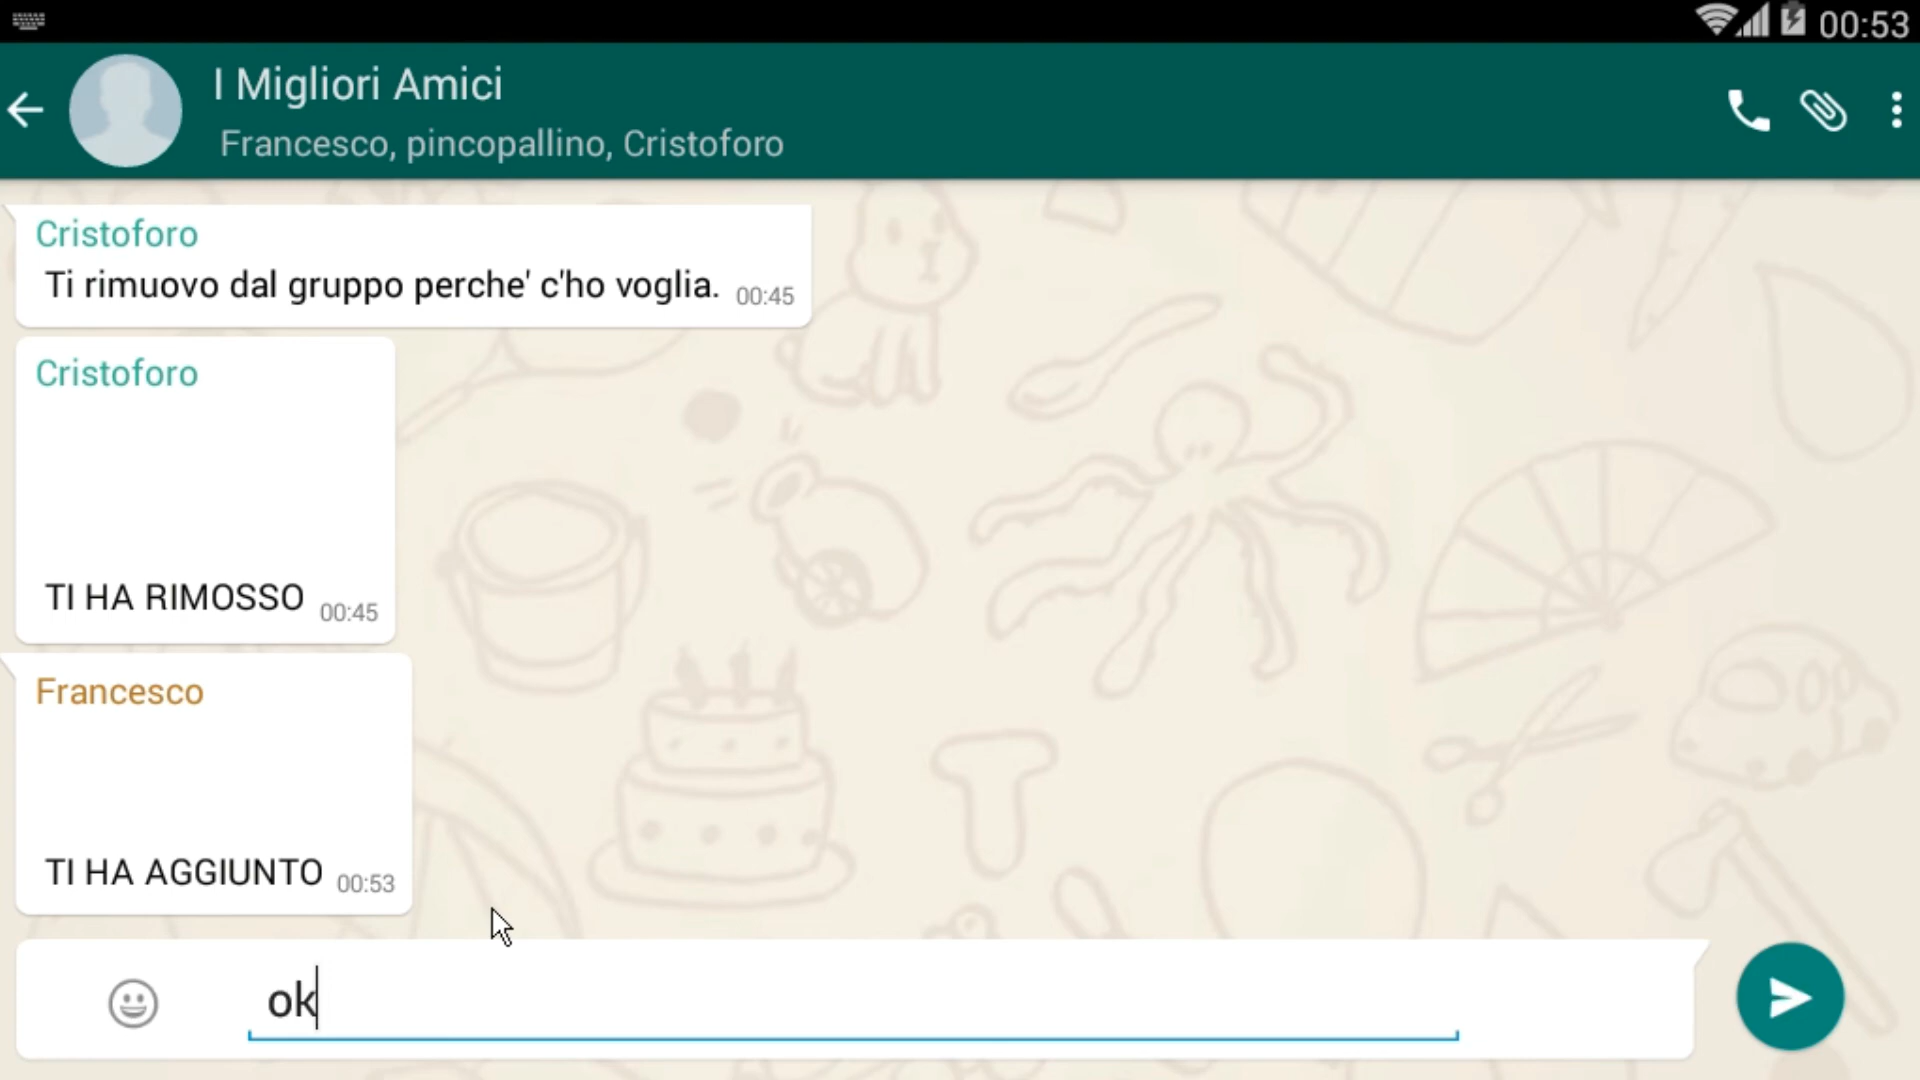 00:53
I Migliori Amici
Francesco, pincopallino, Cristoforo
Cristoforo
Ti rimuovo dal gruppo perche' c'ho voglia. 00:45
Cristoforo
TI HA RIMOSSO 00:45
Francesco
TI HA AGGIUNTO 00:53
ok